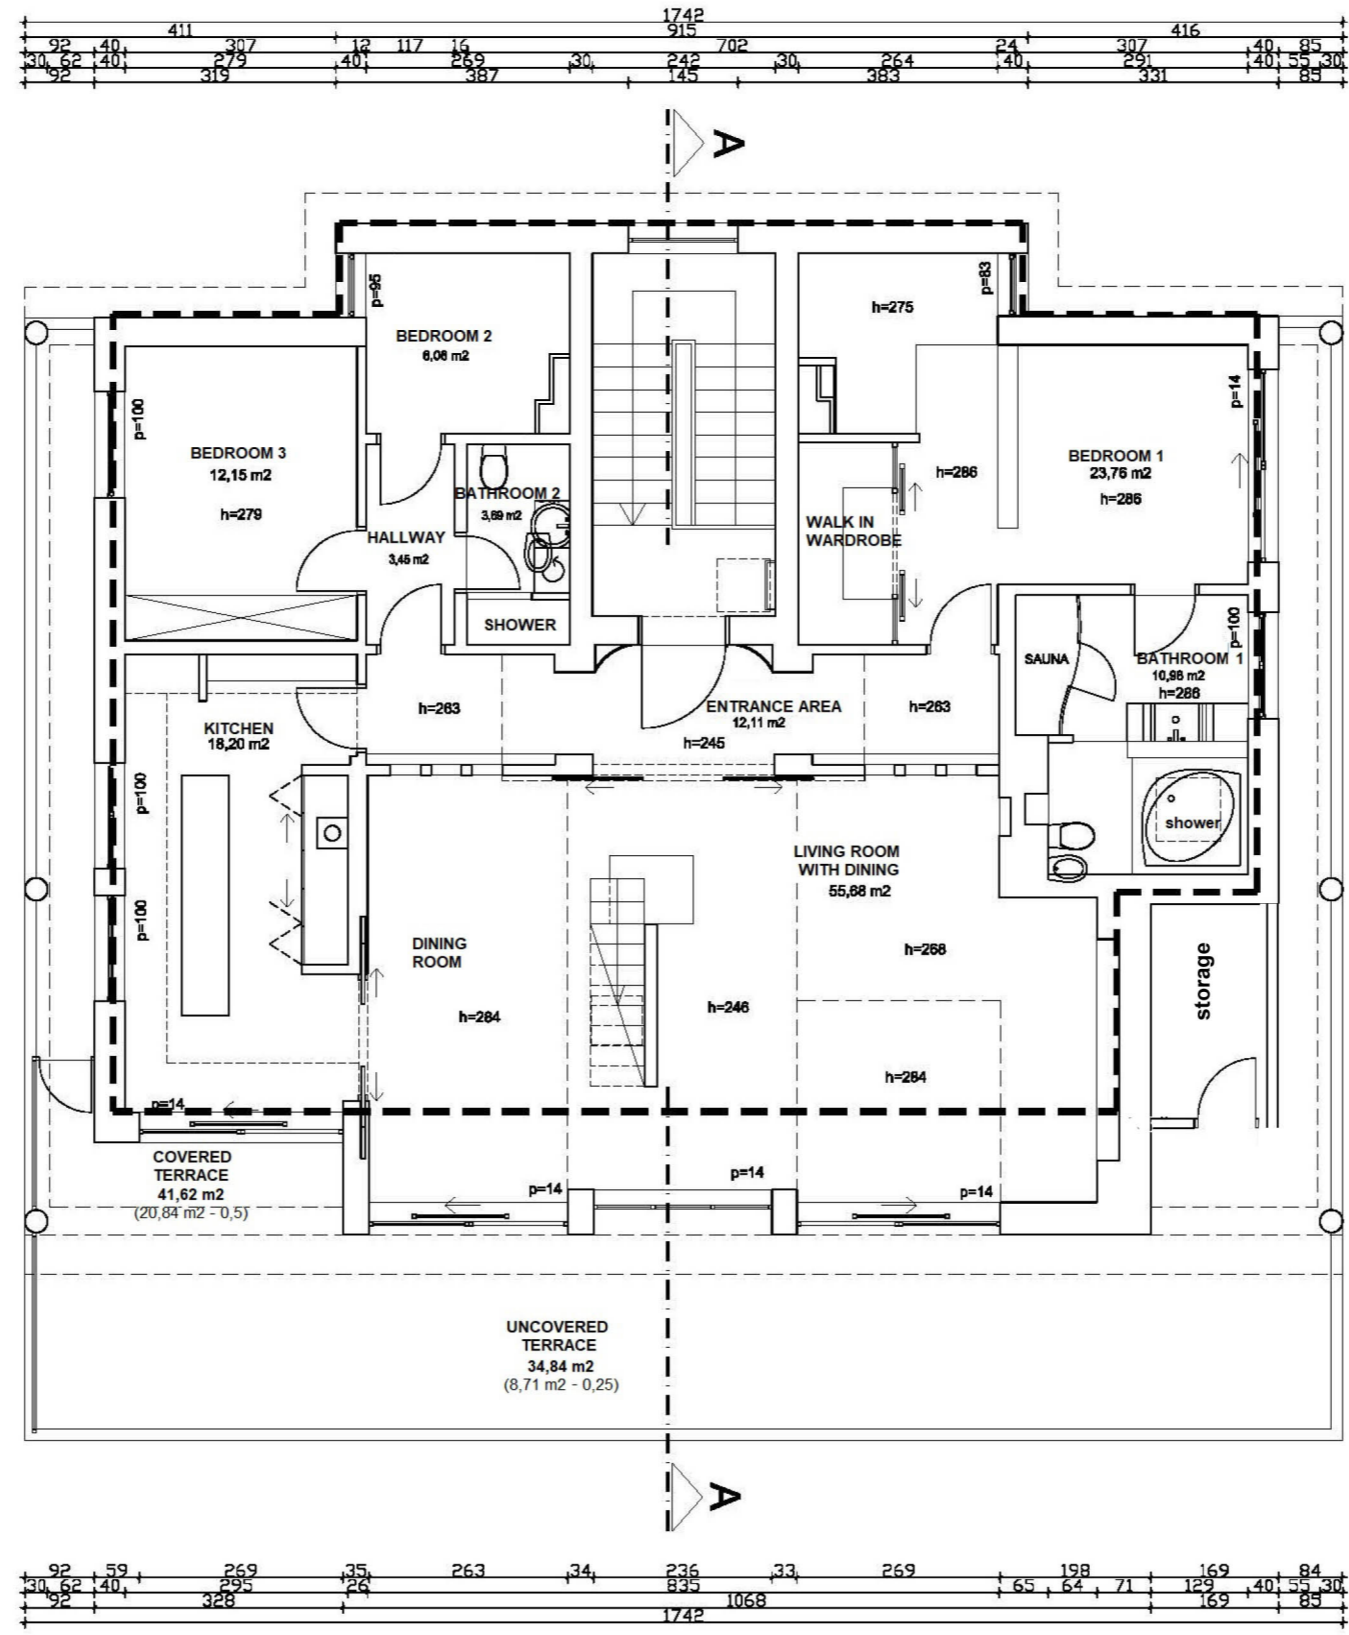 1742
411 915 416
92 40 307 12 117 16 702 24 307 40 85
30 62 40 279 40 269 30 242 30 264 40 291 40 55 30
92 319 387 145 383 331 85
A
p=95
p=83
h=275
BEDROOM 2
6,08 m2
p=100
p=14
BEDROOM 3
12,15 m2
h=279
BEDROOM 1
23,76 m2
h=286
h=286
BATHROOM 2
3,69 m2
HALLWAY
3,45 m2
WALK IN
WARDROBE
SHOWER
p=100
SAUNA
BATHROOM 1
10,98 m2
h=286
h=263
ENTRANCE AREA
12,11 m2
h=263
h=245
KITCHEN
18,20 m2
p=100
shower
LIVING ROOM
WITH DINING
55,68 m2
p=100
DINING
ROOM
h=268
storage
h=284
h=246
h=284
p=14
COVERED
TERRACE
41,62 m2
(20,84 m2 - 0,5)
p=14
p=14
p=14
UNCOVERED
TERRACE
34,84 m2
(8,71 m2 - 0,25)
A
92 59 269 35 263 34 236 33 269 198 169 84
30 62 40 295 26 835 65 64 71 129 40 55 30
92 328 1068 169 85
1742